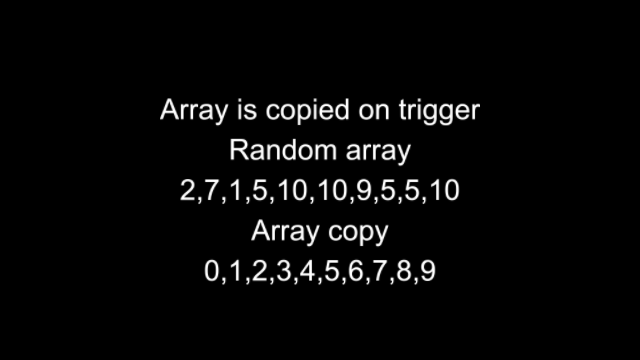 Array is copied on trigger
Random array
2,7,1,5,10,10,9,5,5,10
Array copy
0,1,2,3,4,5,6,7,8,9